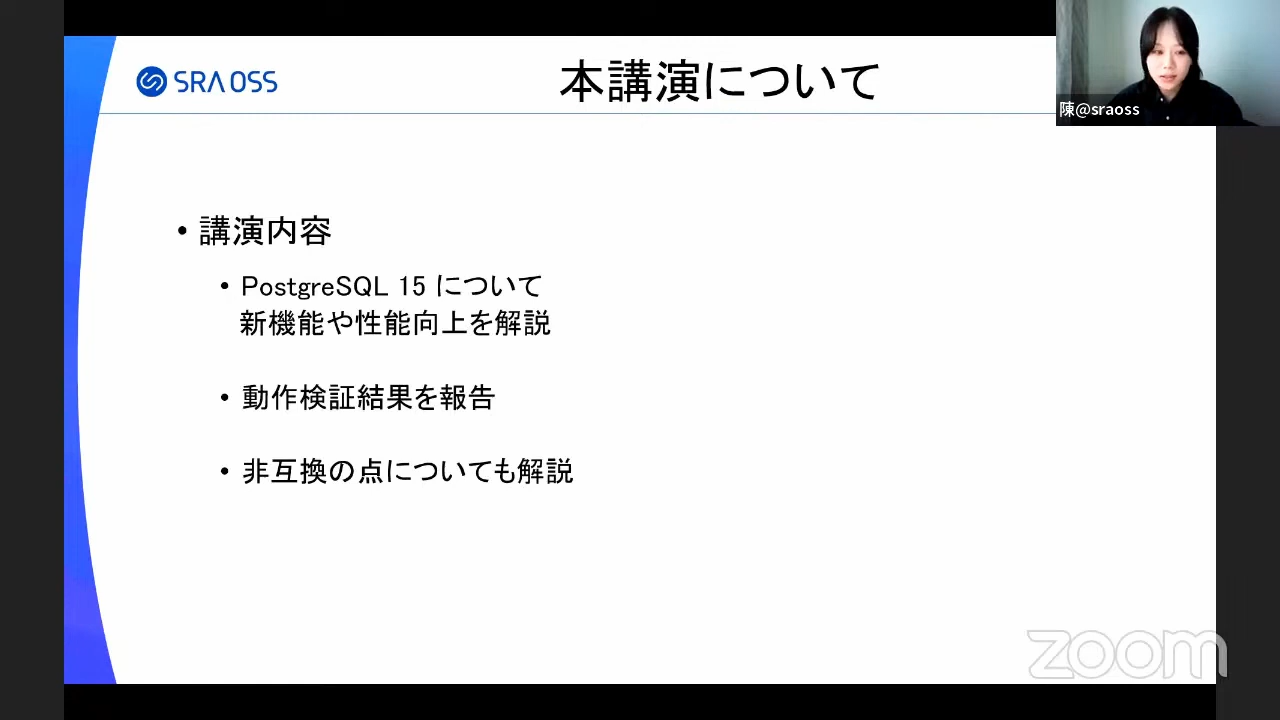 SRA OSS
本講演について
陳@sraoss
• 講演内容
• PostgreSQL 15 について
新機能や性能向上を解説
• 動作検証結果を報告
• 非互換の点についても解説
zoom